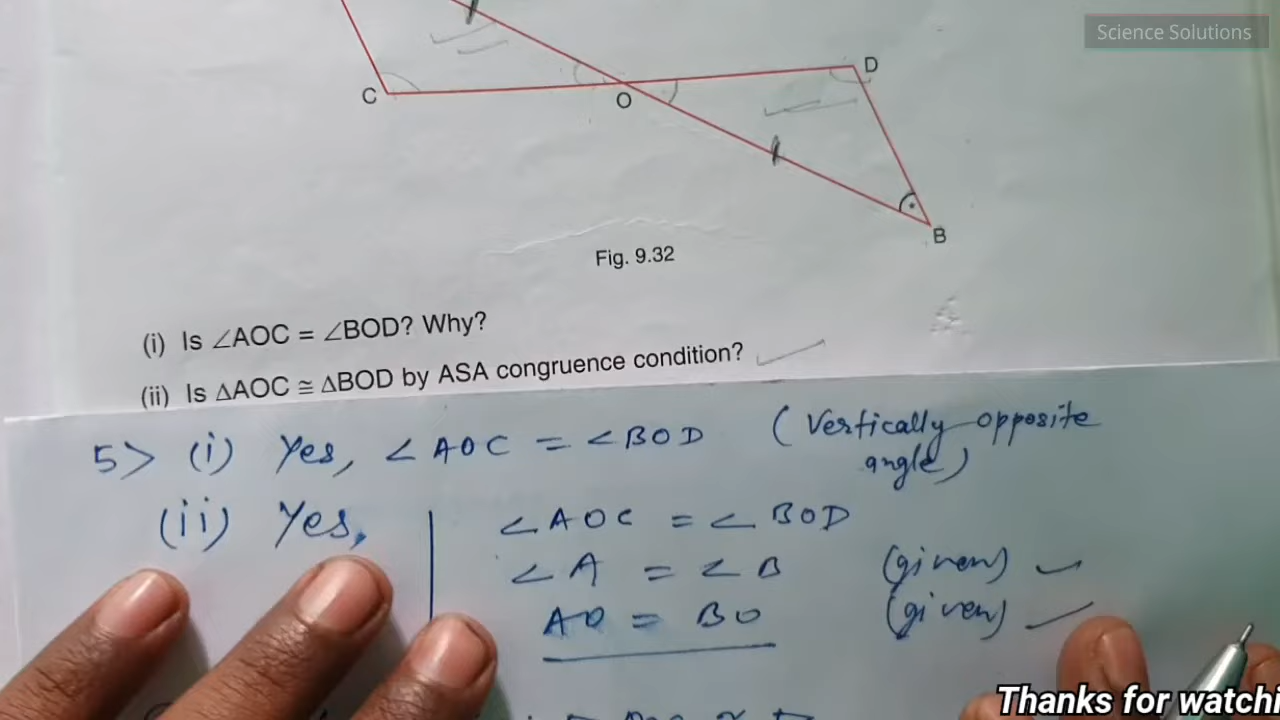 Science Solutions
D
C
O
B
Fig. 9.32
(i) Is ∠AOC = ∠BOD? Why?
(ii) Is ΔAOC ≅ ΔBOD by ASA congruence condition?
5> (i) Yes, ∠AOC = ∠BOD (Vertically opposite
angle)
(ii) Yes,
∠AOC = ∠BOD
∠A = ∠B (given)
AO = BO (given)
Thanks for watchi